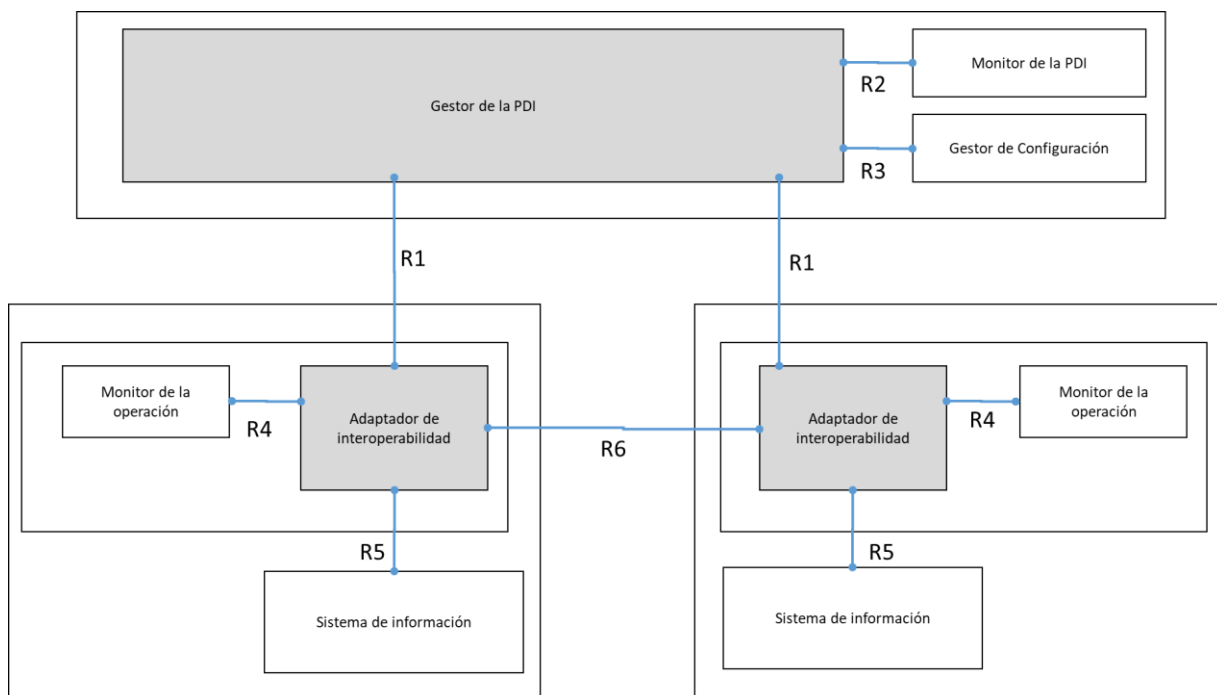 Gestor de la PDI
Monitor de la PDI
R2
Gestor de Configuración
R3
R1
R1
Monitor de la
operación
R4
Adaptador de
interoperabilidad
R6
Adaptador de
interoperabilidad
R4
Monitor de la
operación
R5
Sistema de información
R5
Sistema de información